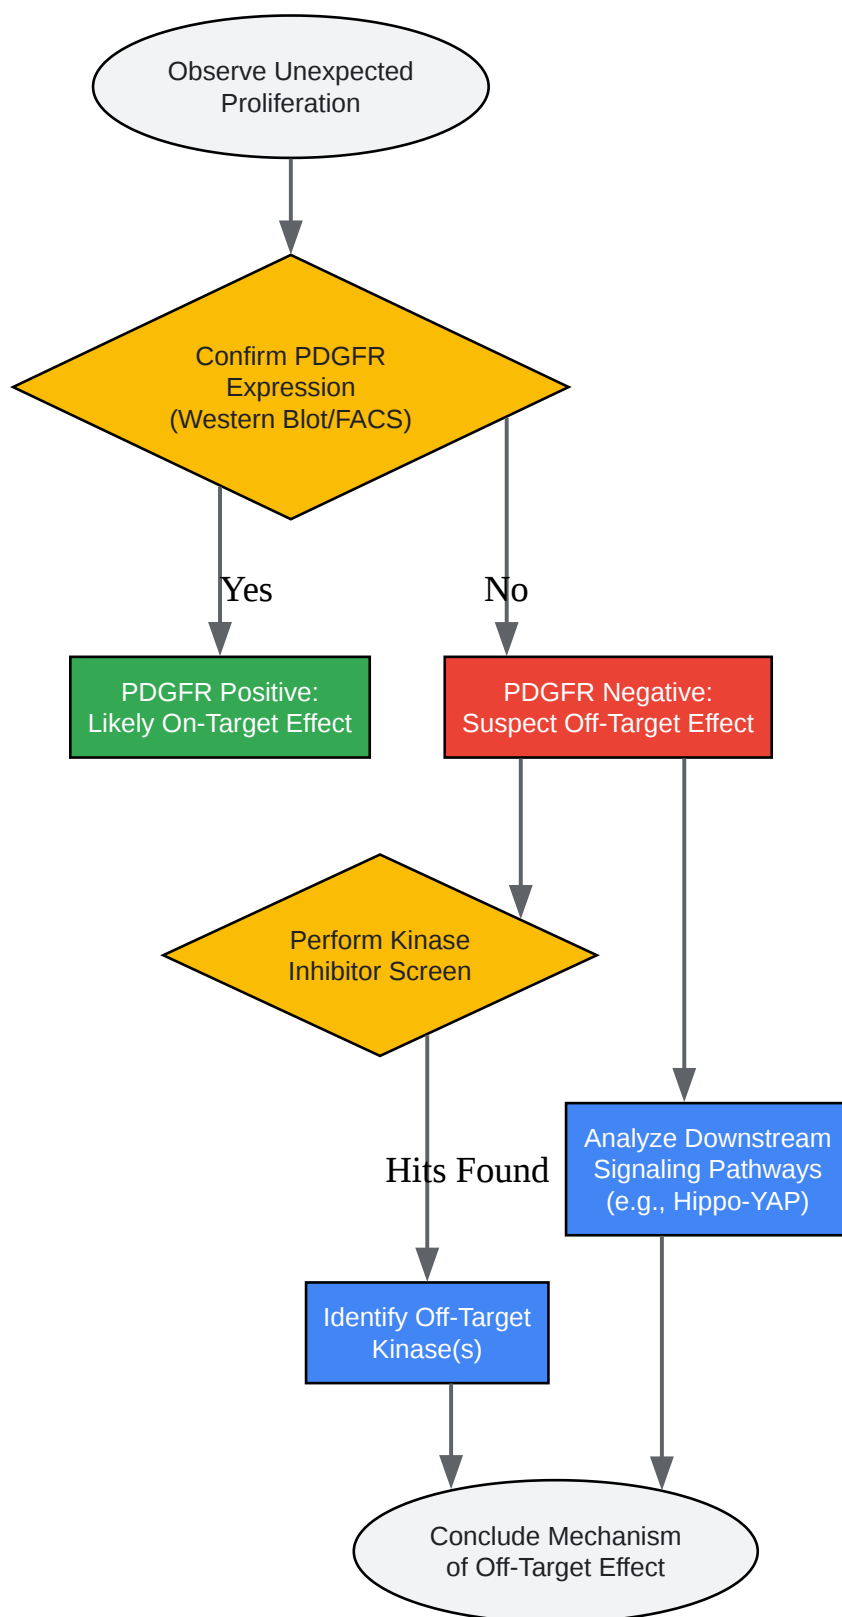 Observe Unexpected
Proliferation
Confirm PDGFR
Expression
(Western Blot/FACS)
Yes
No
PDGFR Positive:
Likely On-Target Effect
PDGFR Negative:
Suspect Off-Target Effect
Perform Kinase
Inhibitor Screen
Analyze Downstream
Signaling Pathways
(e.g., Hippo-YAP)
Hits Found
Identify Off-Target
Kinase(s)
Conclude Mechanism
of Off-Target Effect